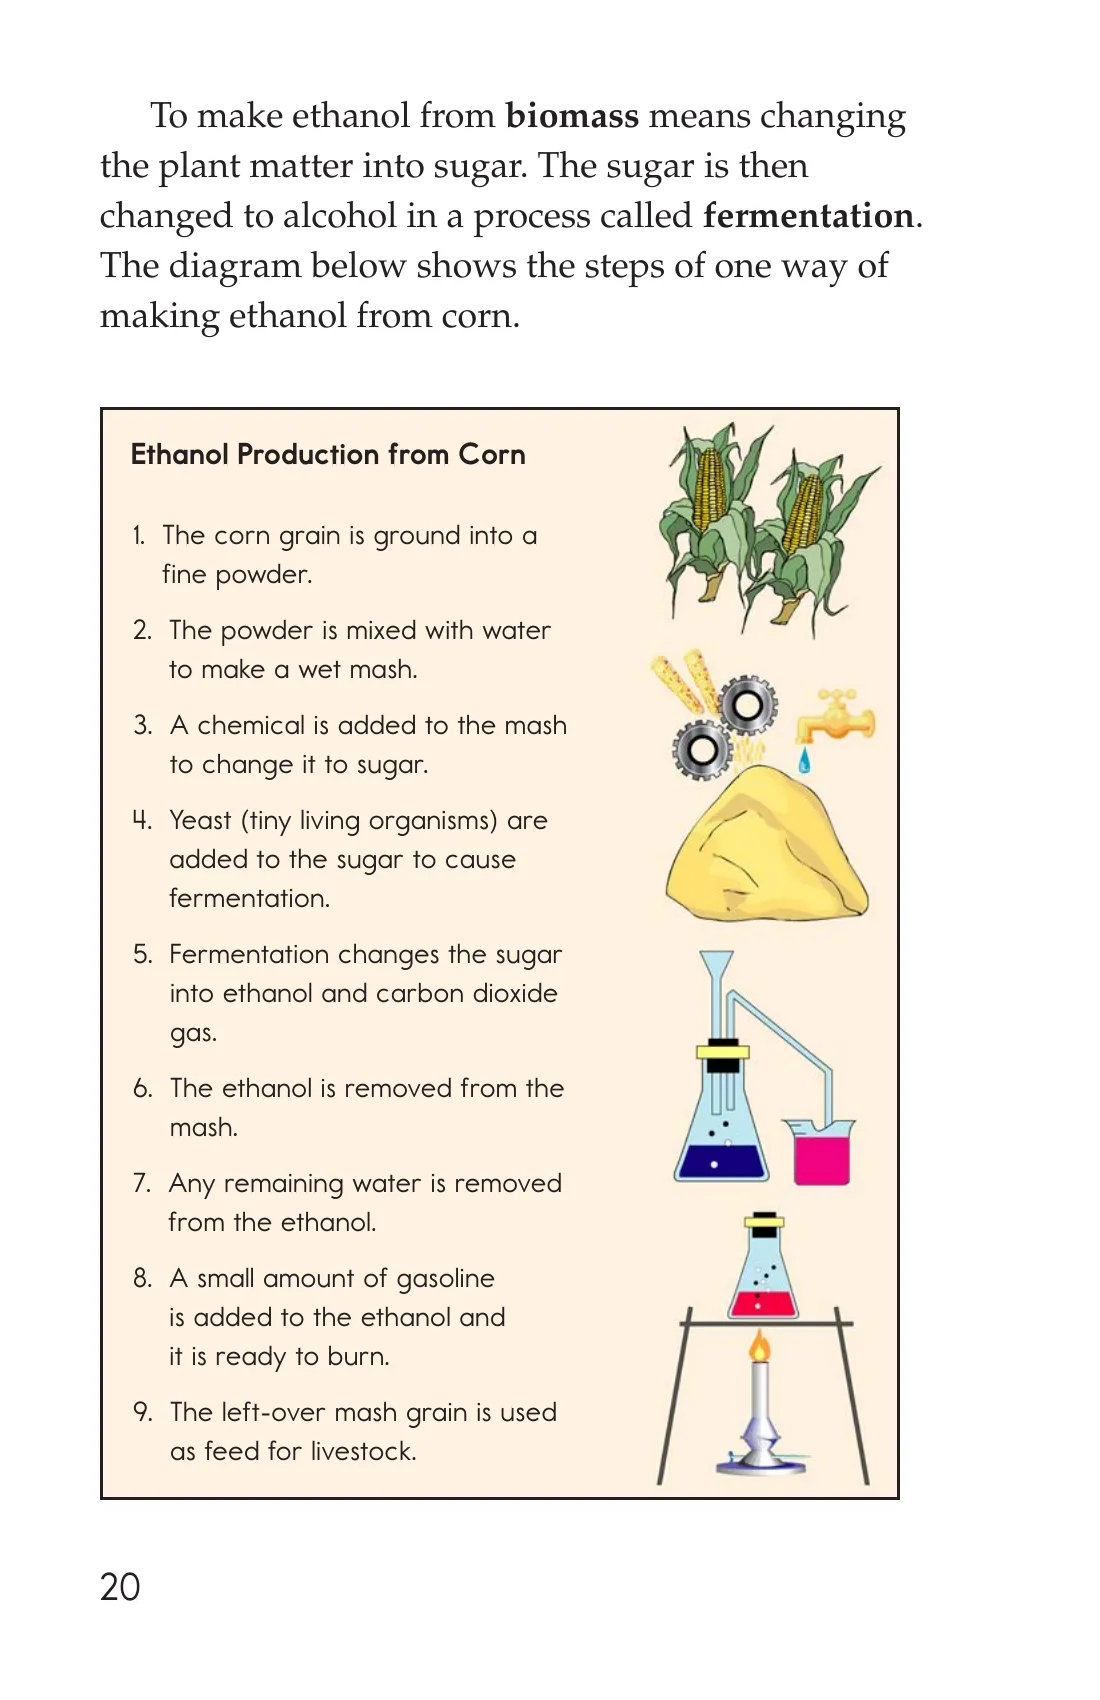 To make ethanol from biomass means changing
the plant matter into sugar. The sugar is then
changed to alcohol in a process called fermentation.
The diagram below shows the steps of one way of
making ethanol from corn.
Ethanol Production from Corn
1. The corn grain is ground into a
fine powder.
2. The powder is mixed with water
to make a wet mash.
3. A chemical is added to the mash
to change it to sugar.
4. Yeast (tiny living organisms) are
added to the sugar to cause
fermentation.
5. Fermentation changes the sugar
into ethanol and carbon dioxide
gas.
6. The ethanol is removed from the
mash.
7. Any remaining water is removed
from the ethanol.
8. A small amount of gasoline
is added to the ethanol and
it is ready to burn.
9. The left-over mash grain is used
as feed for livestock.
20